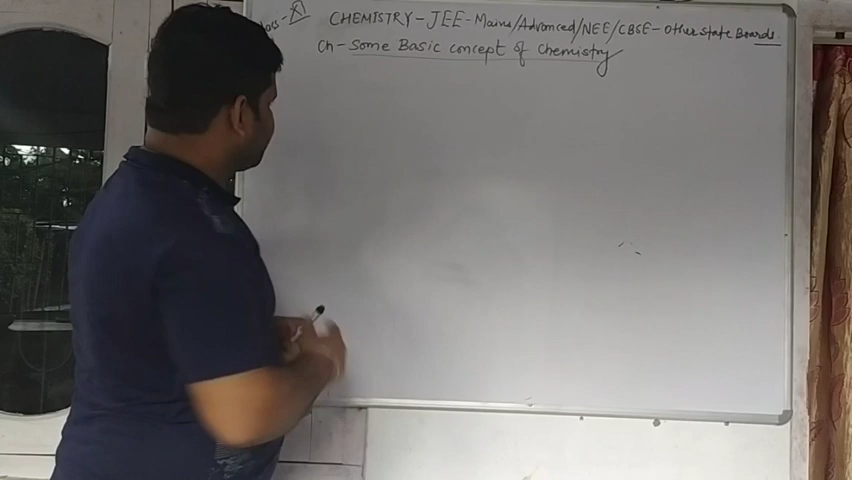 CHEMISTRY - JEE - Mains/Advanced/NEE/CBSE - Other state Boards.
Ch - Some Basic concept of Chemistry